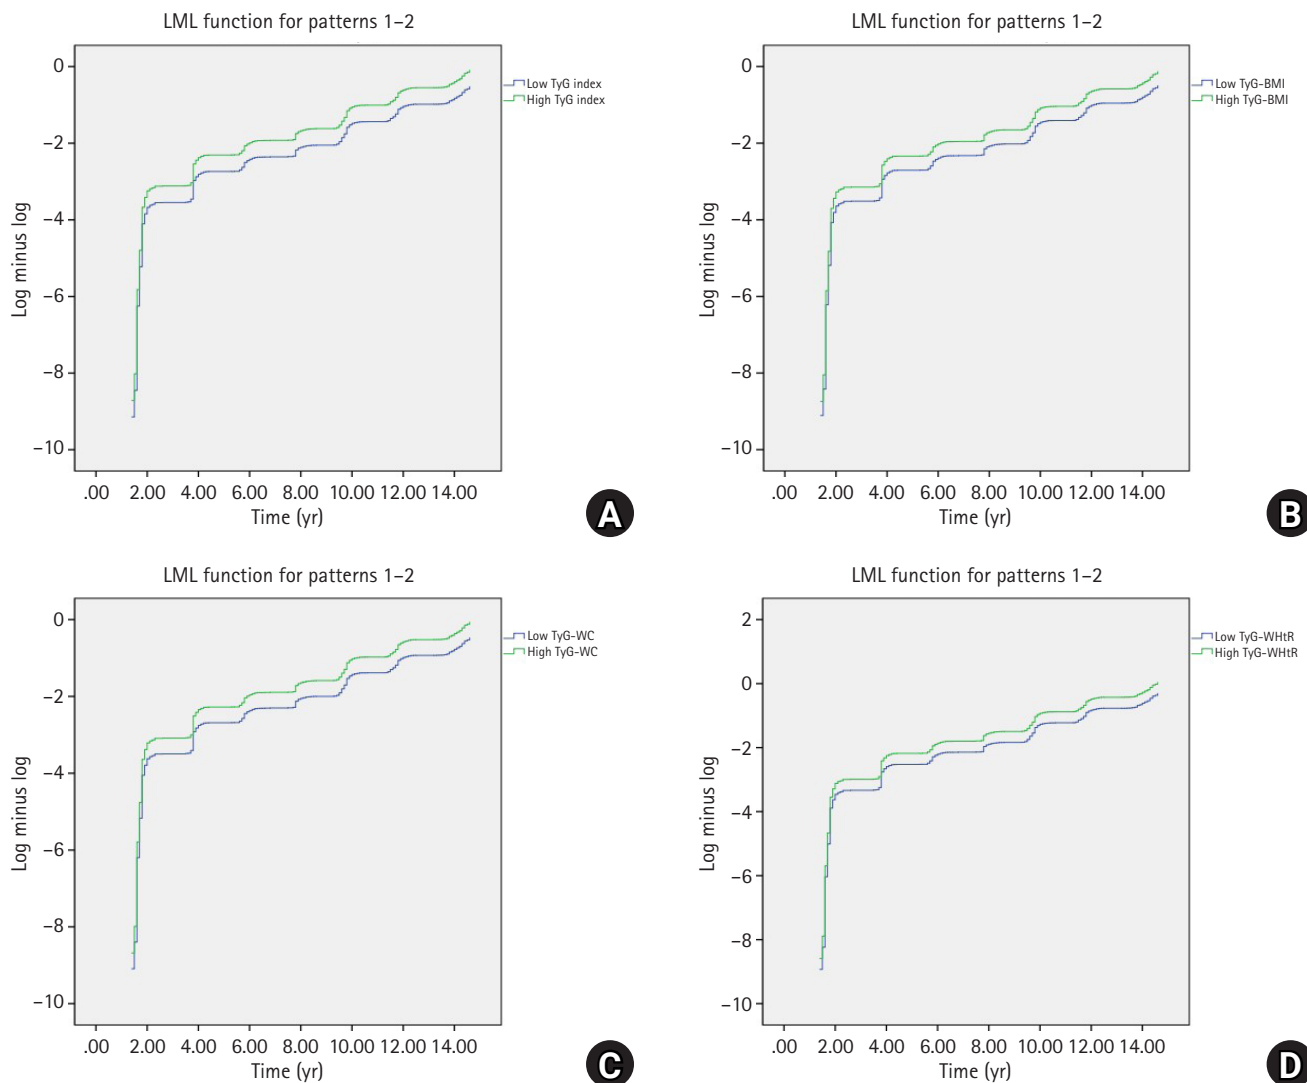 LML function for patterns 1–2
0
−2
−4
−6
−8
−10
Log minus log
.00 2.00 4.00 6.00 8.00 10.00 12.00 14.00
Time (yr)
Low TyG index
High TyG index
A
LML function for patterns 1–2
0
−2
−4
−6
−8
−10
Log minus log
.00 2.00 4.00 6.00 8.00 10.00 12.00 14.00
Time (yr)
Low TyG-BMI
High TyG-BMI
B
LML function for patterns 1–2
0
−2
−4
−6
−8
−10
Log minus log
.00 2.00 4.00 6.00 8.00 10.00 12.00 14.00
Time (yr)
Low TyG-WC
High TyG-WC
C
LML function for patterns 1–2
2
0
−2
−4
−6
−8
−10
Log minus log
.00 2.00 4.00 6.00 8.00 10.00 12.00 14.00
Time (yr)
Low TyG-WHtR
High TyG-WHtR
D